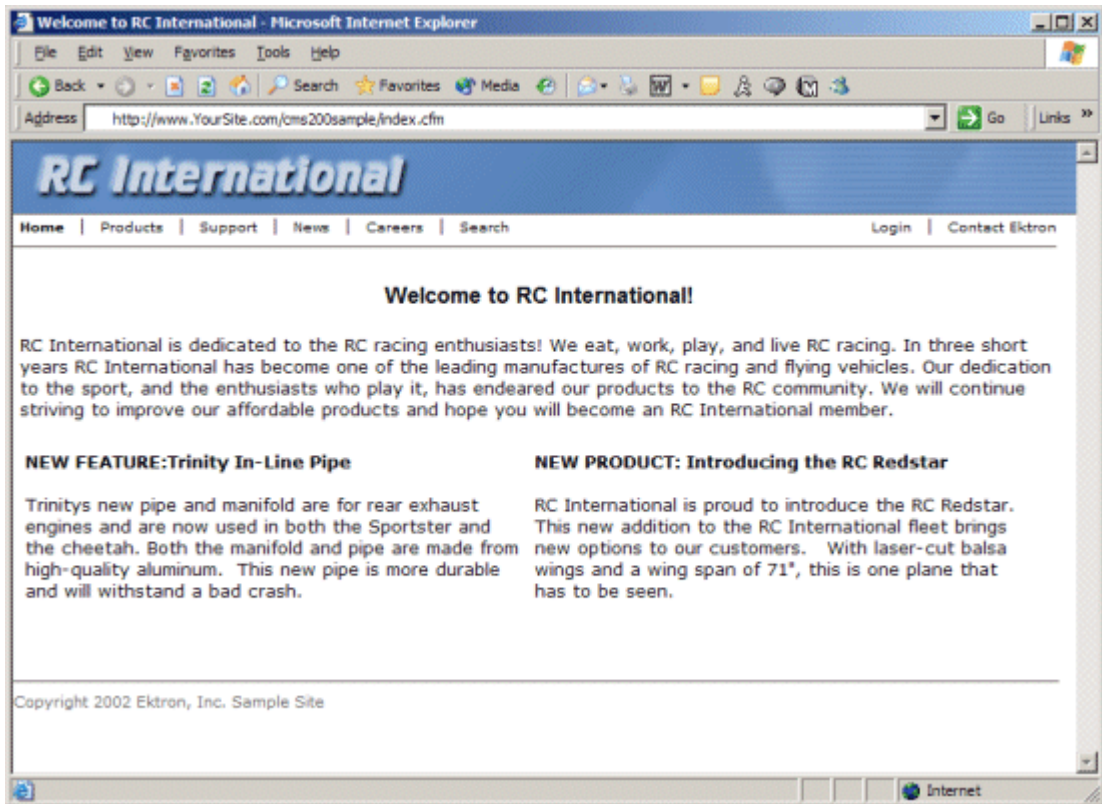 Welcome to RC International - Microsoft Internet Explorer
File Edit View Favorites Tools Help
Back Search Favorites Media
Address http://www.YourSite.com/cms200sample/index.cfm Go Links »
RC International
Home | Products | Support | News | Careers | Search Login | Contact Ektron
Welcome to RC International!
RC International is dedicated to the RC racing enthusiasts! We eat, work, play, and live RC racing. In three short
years RC International has become one of the leading manufactures of RC racing and flying vehicles. Our dedication
to the sport, and the enthusiasts who play it, has endeared our products to the RC community. We will continue
striving to improve our affordable products and hope you will become an RC International member.
NEW FEATURE:Trinity In-Line Pipe
Trinitys new pipe and manifold are for rear exhaust
engines and are now used in both the Sportster and
the cheetah. Both the manifold and pipe are made from
high-quality aluminum. This new pipe is more durable
and will withstand a bad crash.
NEW PRODUCT: Introducing the RC Redstar
RC International is proud to introduce the RC Redstar.
This new addition to the RC International fleet brings
new options to our customers. With laser-cut balsa
wings and a wing span of 71", this is one plane that
has to be seen.
Copyright 2002 Ektron, Inc. Sample Site
Internet